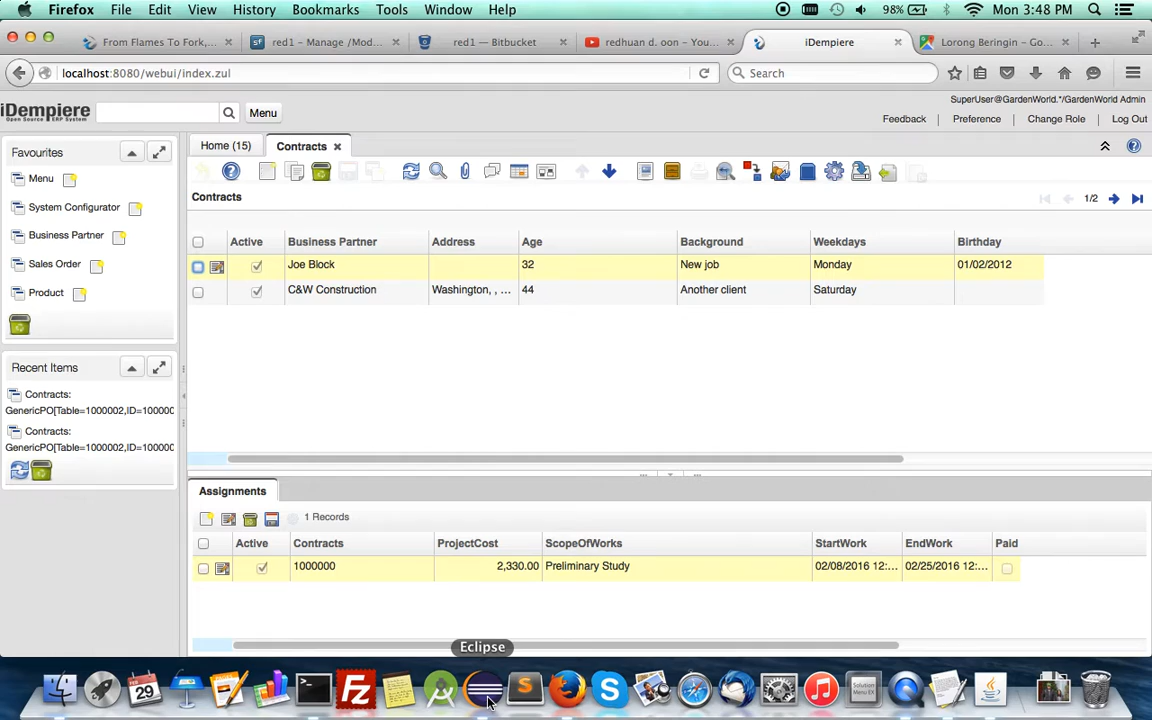 Firefox File Edit View History Bookmarks Tools Window Help 98% Mon 3:48 PM
From Flames To Fork,... red1 - Manage /Mod... red1 — Bitbucket redhuan d. oon - You... iDempiere Lorong Beringin - Go...
localhost:8080/webui/index.zul Search
SuperUser@GardenWorld.*/GardenWorld Admin
iDempiere Menu
Open Source ERP System
Feedback Preference Change Role Log Out
Favourites
Menu
System Configurator
Business Partner
Sales Order
Product
Recent Items
Contracts:
GenericPO[Table=1000002,ID=100000
Contracts:
GenericPO[Table=1000002,ID=100000
Home (15) Contracts
Contracts 1/2
Active Business Partner Address Age Background Weekdays Birthday
Joe Block 32 New job Monday 01/02/2012
C&W Construction Washington, , ... 44 Another client Saturday
Assignments
1 Records
Active Contracts ProjectCost ScopeOfWorks StartWork EndWork Paid
1000000 2,330.00 Preliminary Study 02/08/2016 12:... 02/25/2016 12:...
Eclipse
29